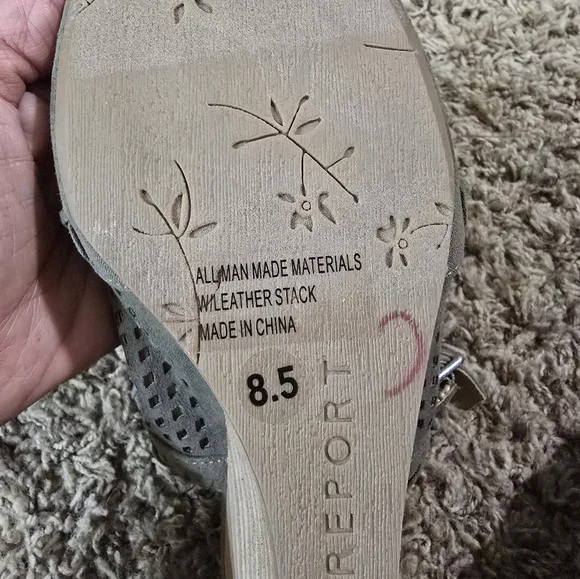 ALL MAN MADE MATERIALS
W/LEATHER STACK
MADE IN CHINA
8.5
REPORT